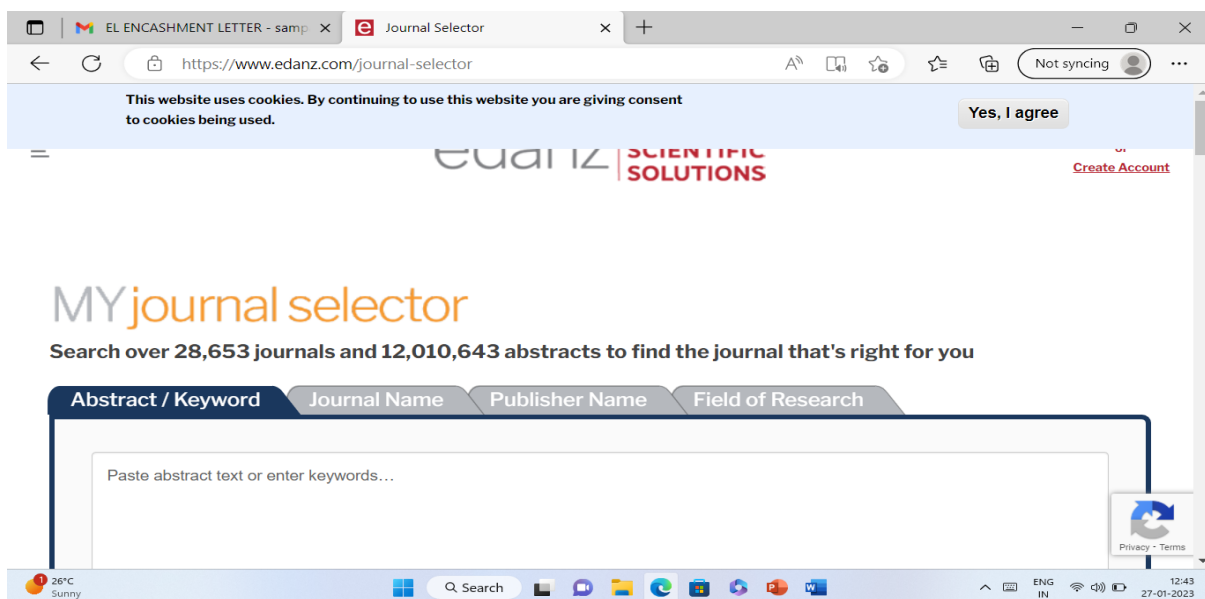 EL ENCASHMENT LETTER - samp
Journal Selector
https://www.edanz.com/journal-selector
Not syncing
This website uses cookies. By continuing to use this website you are giving consent
to cookies being used.
Yes, I agree
edanz
SCIENTIFIC
SOLUTIONS
or
Create Account
MYjournal selector
Search over 28,653 journals and 12,010,643 abstracts to find the journal that's right for you
Abstract / Keyword Journal Name Publisher Name Field of Research
Paste abstract text or enter keywords…
Privacy - Terms
1
26°C
Sunny
Search
ENG
IN
12:43
27-01-2023